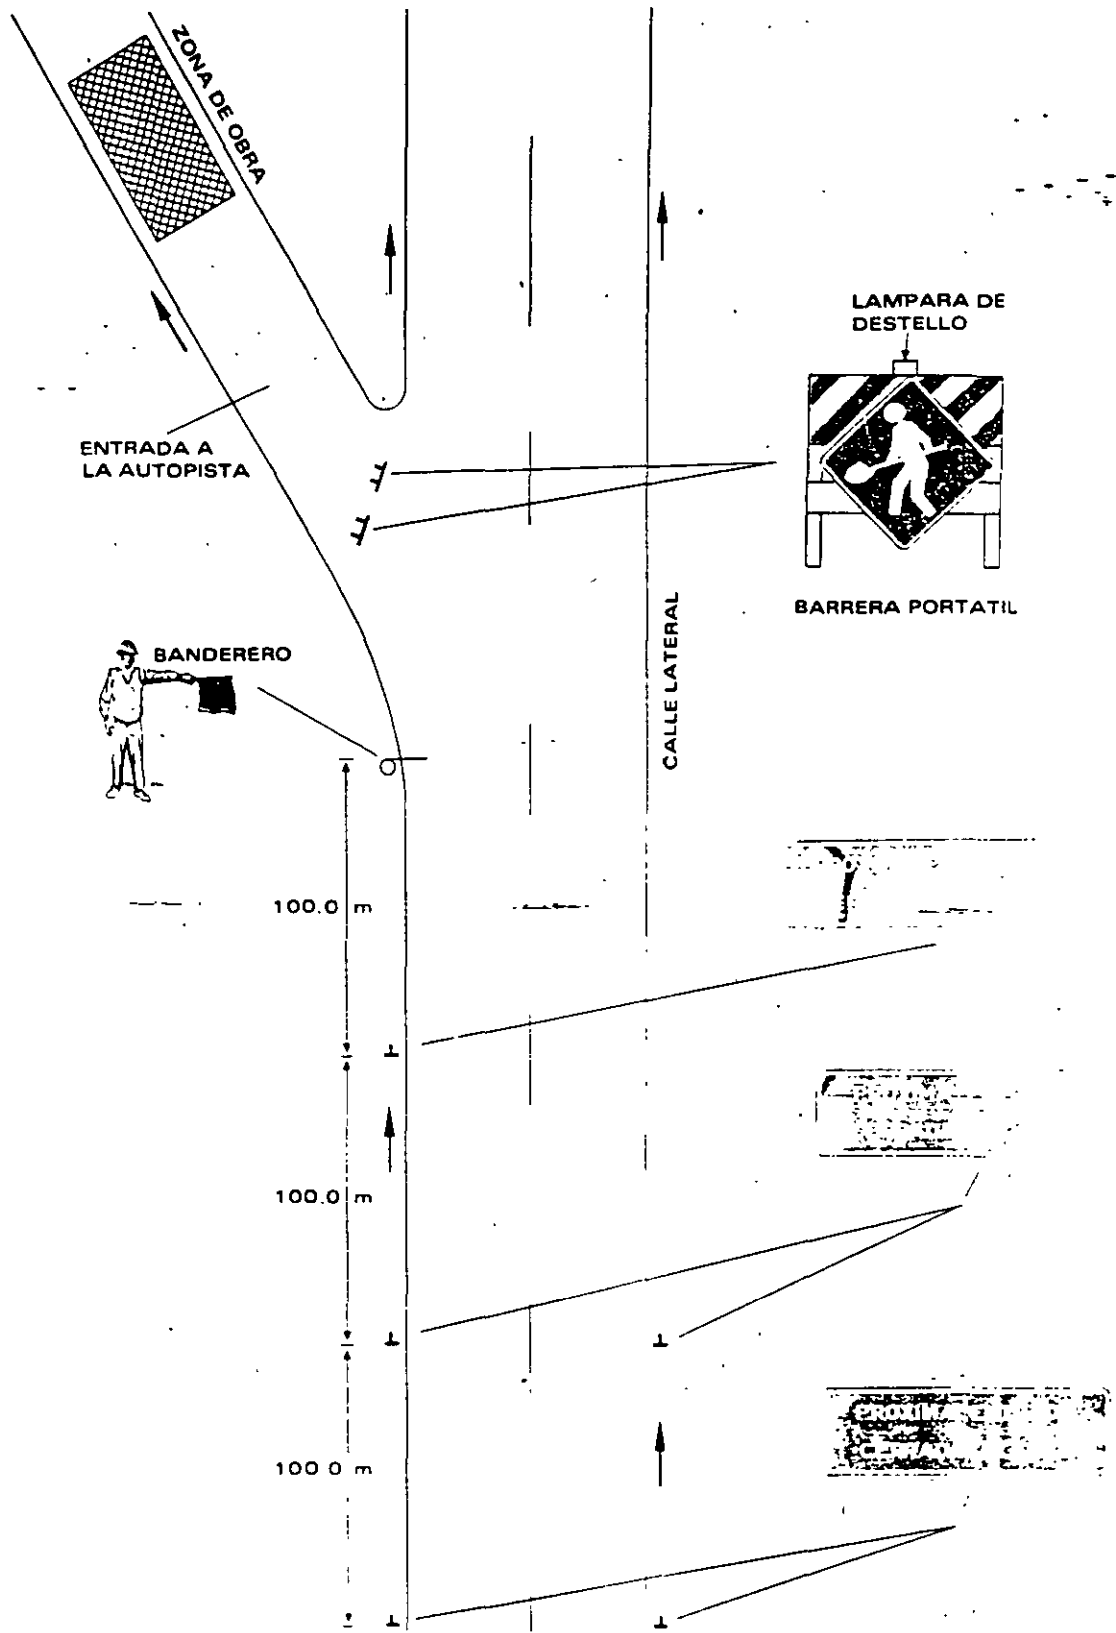 ZONA DE OBRA
LAMPARA DE
DESTELLO
ENTRADA A
LA AUTOPISTA
BARRERA PORTATIL
BANDERERO
CALLE LATERAL
100.0 m
100.0 m
100.0 m